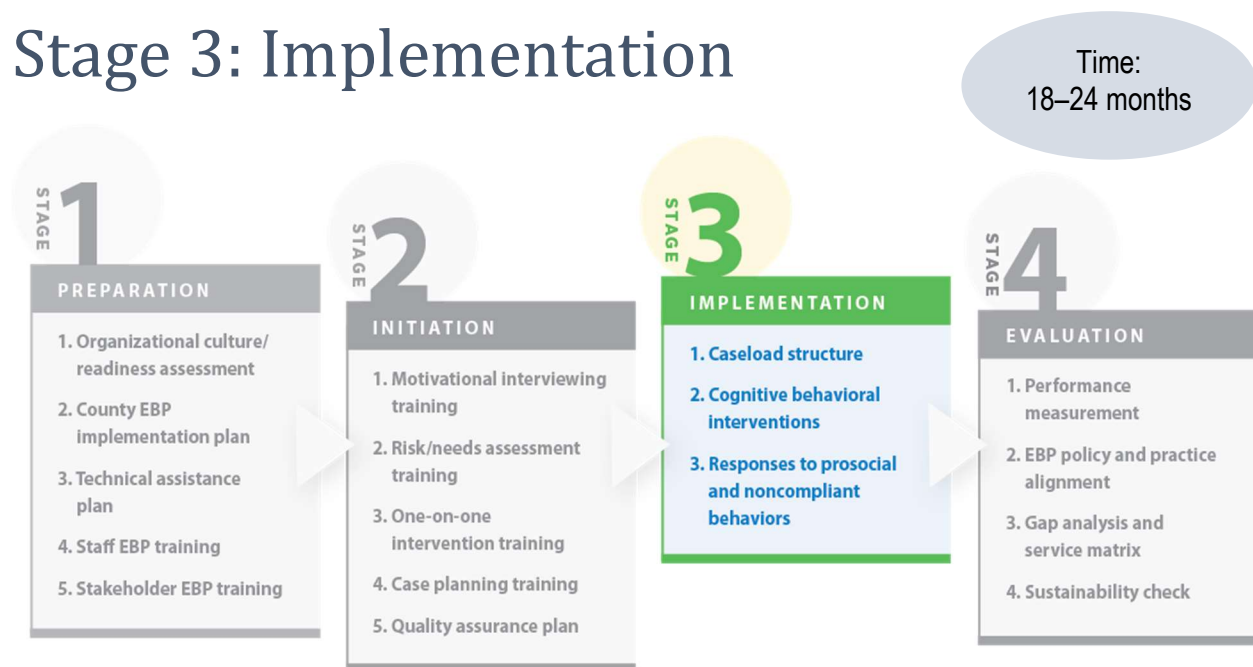 Stage 3: Implementation
Time:
18–24 months
STAGE 1
PREPARATION
1. Organizational culture/
readiness assessment
2. County EBP
implementation plan
3. Technical assistance
plan
4. Staff EBP training
5. Stakeholder EBP training
STAGE 2
INITIATION
1. Motivational interviewing
training
2. Risk/needs assessment
training
3. One-on-one
intervention training
4. Case planning training
5. Quality assurance plan
STAGE 3
IMPLEMENTATION
1. Caseload structure
2. Cognitive behavioral
interventions
3. Responses to prosocial
and noncompliant
behaviors
STAGE 4
EVALUATION
1. Performance
measurement
2. EBP policy and practice
alignment
3. Gap analysis and
service matrix
4. Sustainability check